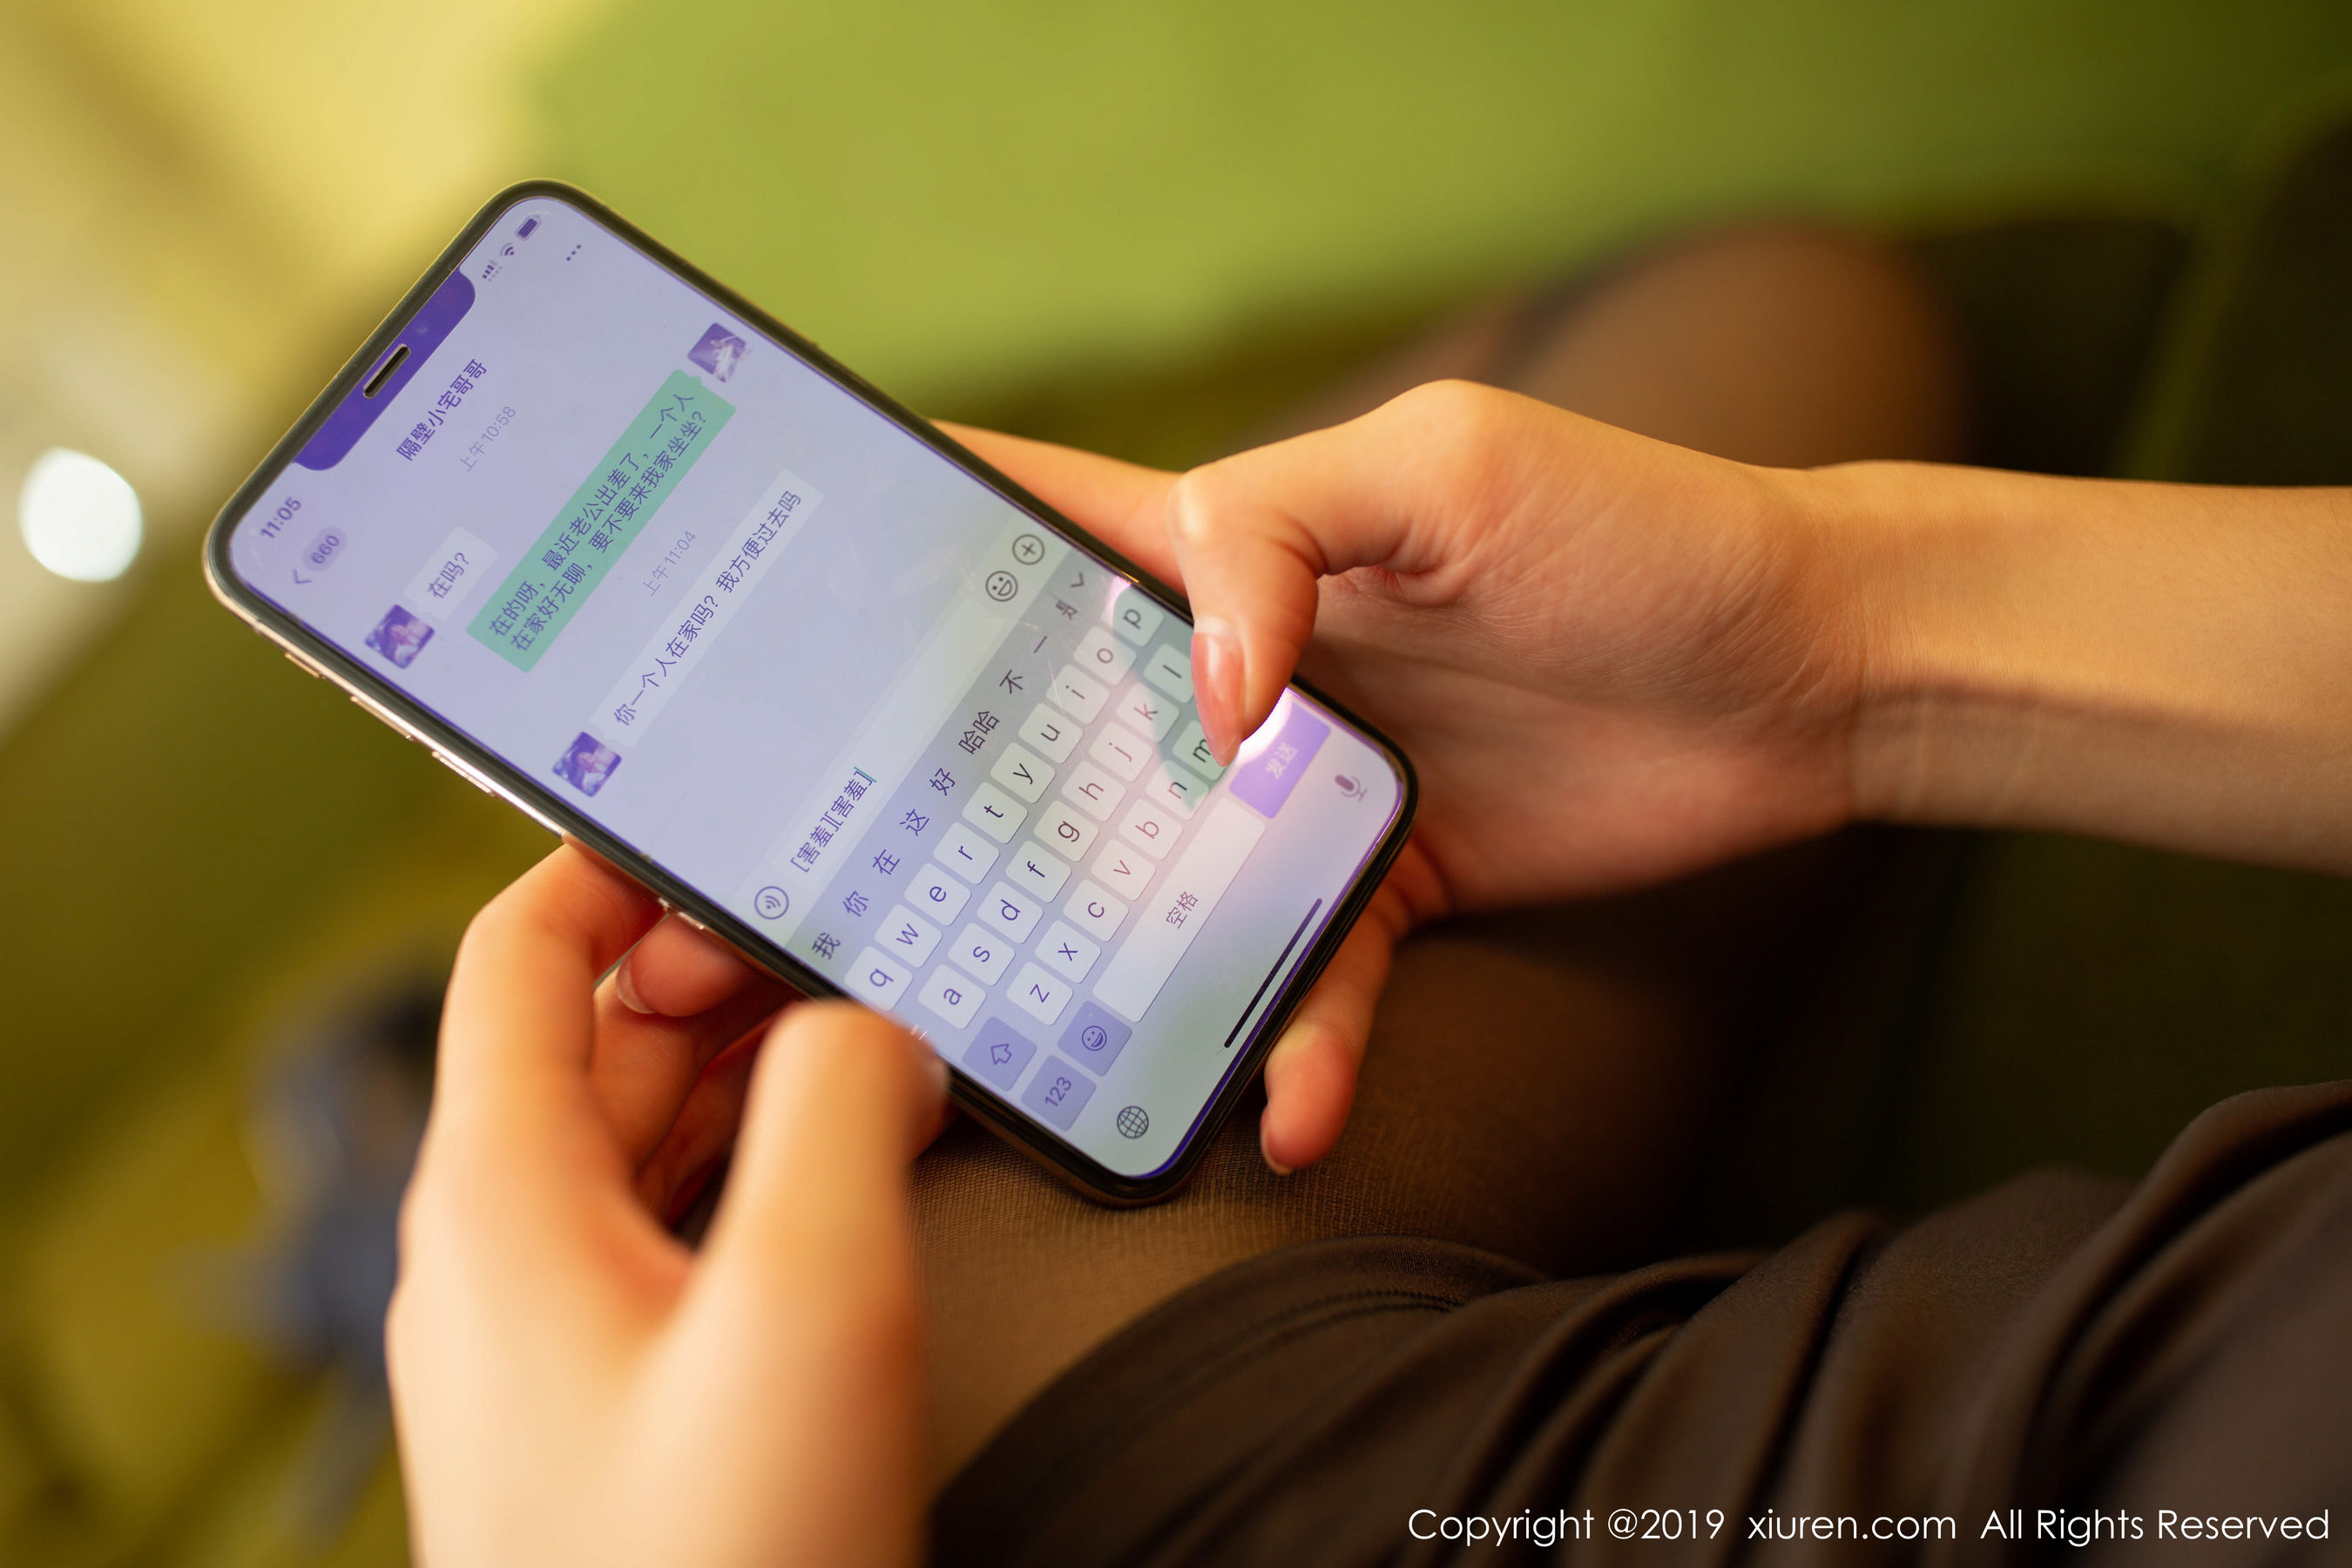 11:05
660
隔壁小宅哥哥
上午10:58
在吗?
在的呀，最近老公出差了，一个人
在家好无聊，要不要来我家坐坐?
上午11:04
你一个人在家吗? 我方便过去吗
[害羞][害羞]
我 你 在 这 好 哈哈 不 一
q w e r t y u i o p
a s d f g h j k l
z x c v b n m
123 空格 发送
Copyright @2019 xiuren.com All Rights Reserved